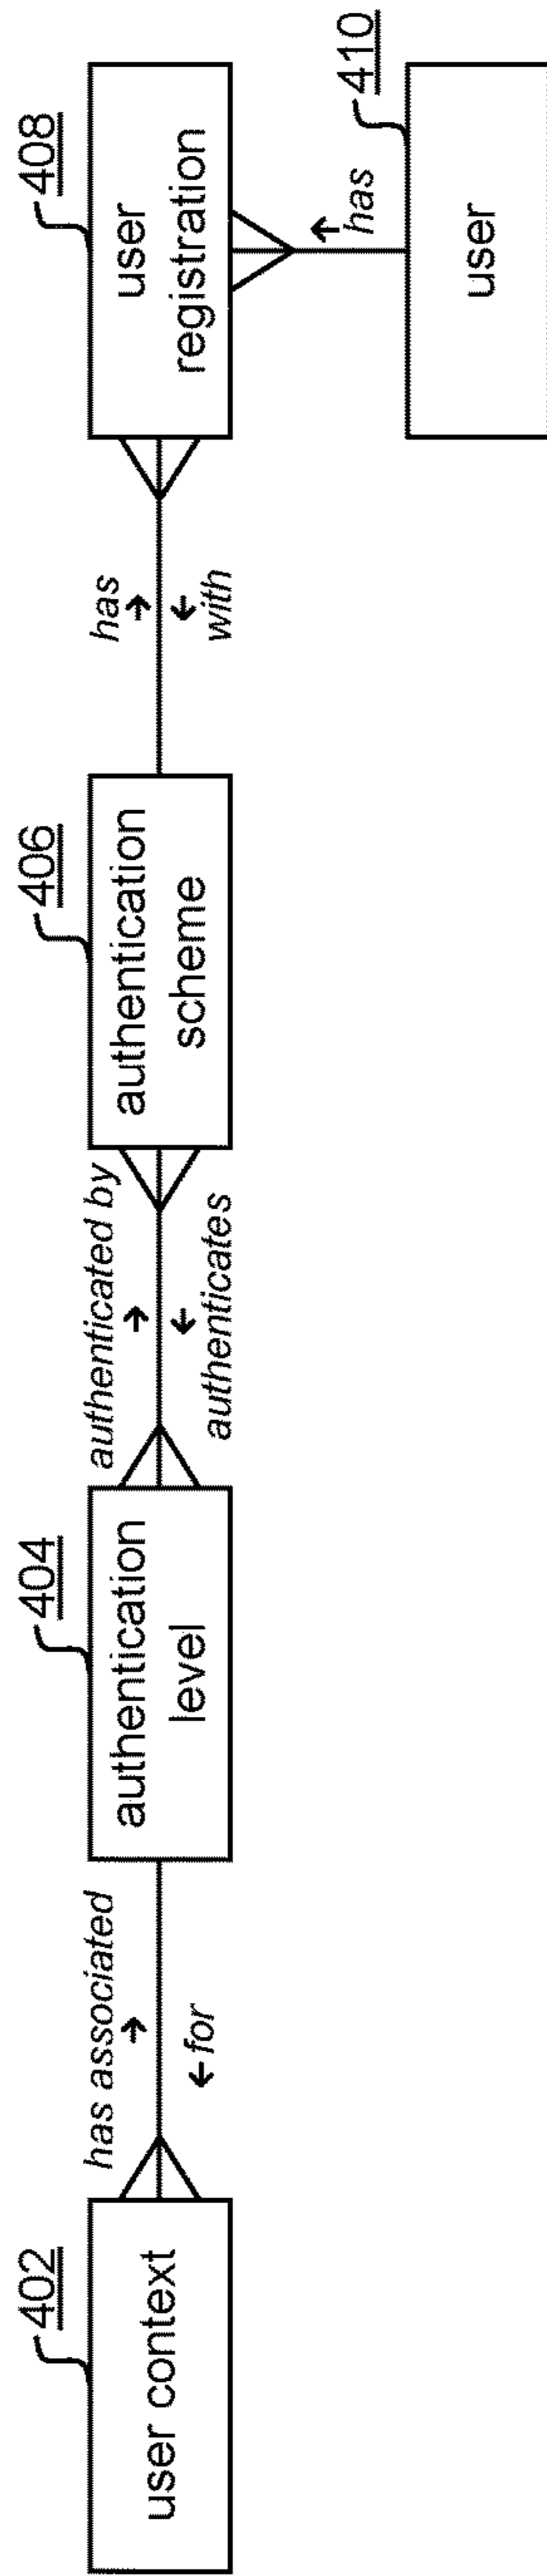 402
user context
has associated
→
← for
404
authentication
level
authenticated by
→
←
authenticates
406
authentication
scheme
has
→
←
with
408
user
registration
→
has
410
user